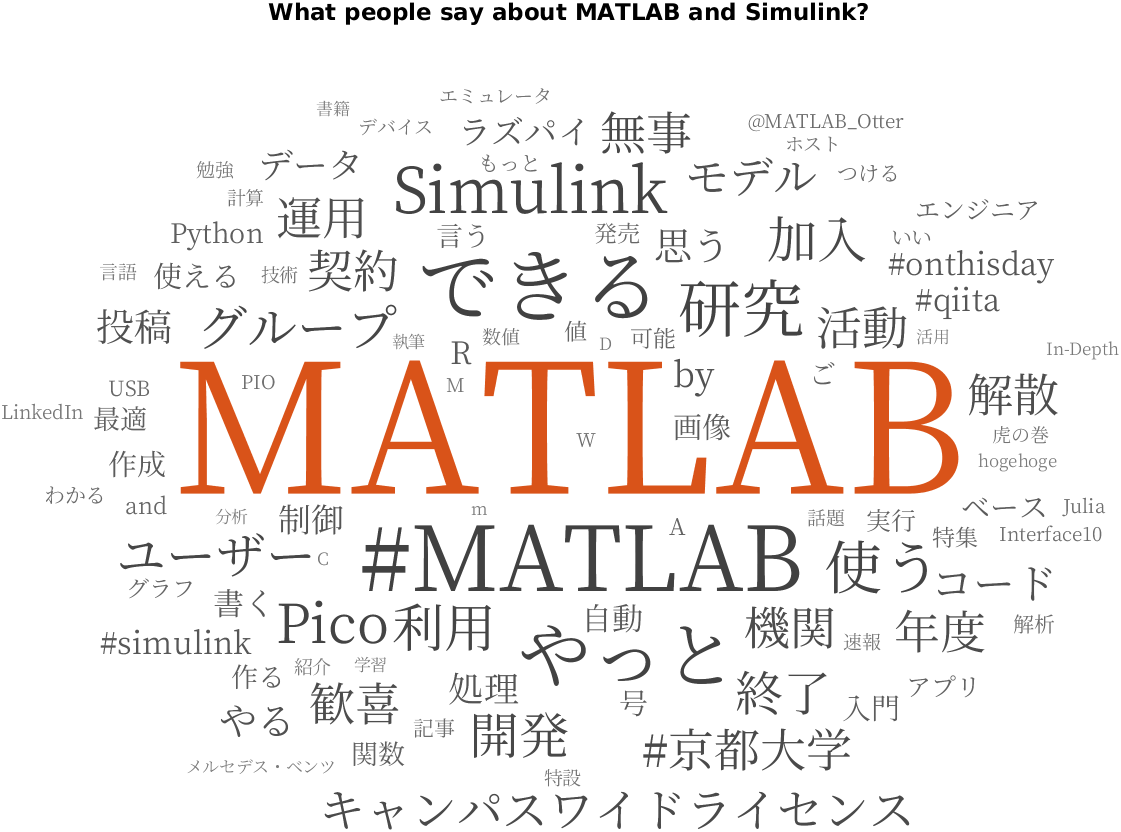 What people say about MATLAB and Simulink?
エミュレータ
書籍
デバイス
ラズパイ
無事
@MATLAB_Otter
ホスト
勉強
データ
もっと
Simulink
モデル
つける
計算
運用
エンジニア
Python
言う
発売
思う
加入
いい
言語
使える
技術
契約
できる
#onthisday
研究
#qiita
投稿
グループ
執筆
数値
値
D
可能
活動
活用
R
In-Depth
USB
PIO
M
by
ご
解散
LinkedIn
最適
MATLAB
W
画像
虎の巻
作成
hogehoge
わかる
and
分析
制御
m
A
話題
実行
ベース
Julia
特集
Interface10
ユーザー
C
#MATLAB
使う
コード
グラフ
書く
Pico
利用
自動
機関
速報
年度
解析
#simulink
やっと
作る
紹介
学習
歓喜
処理
号
終了
入門
アプリ
やる
記事
開発
#京都大学
関数
メルセデス・ベンツ
特設
キャンパスワイドライセンス